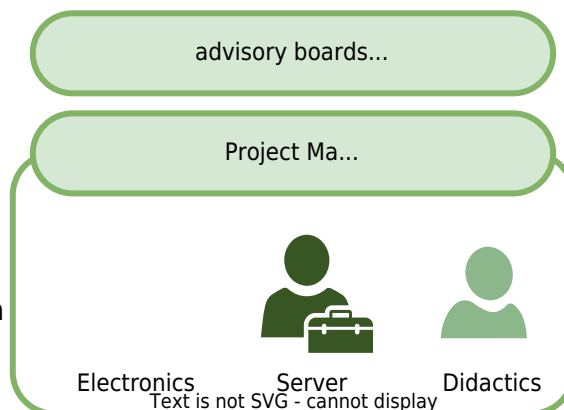 advisory boards...
Project Ma...
Electronics Server Didactics
Text is not SVG - cannot display